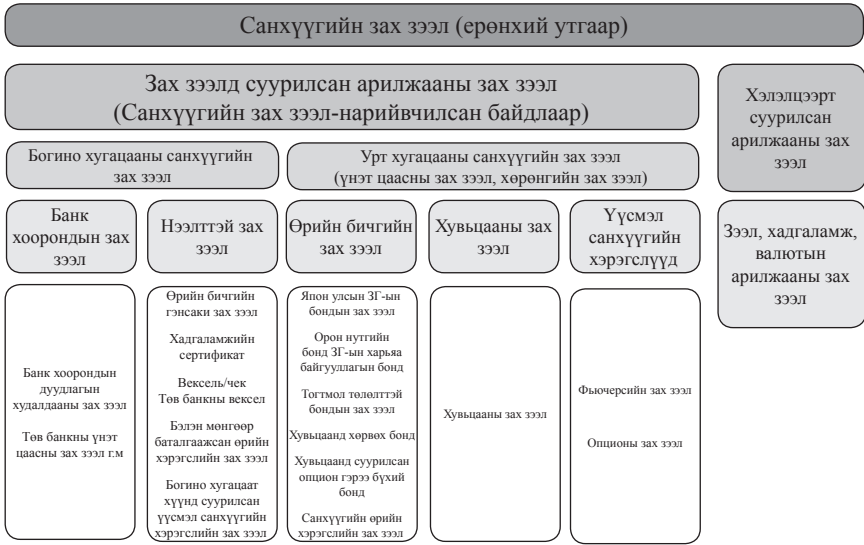 Санхүүгийн зах зээл (ерөнхий утгаар)
Зах зээлд суурилсан арилжааны зах зээл
(Санхүүгийн зах зээл-нарийвчилсан байдлаар)
Хэлэлцээрт
суурилсан
арилжааны зах
зээл
Богино хугацааны санхүүгийн
зах зээл
Урт хугацааны санхүүгийн зах зээл
(үнэт цаасны зах зээл, хөрөнгийн зах зээл)
Банк
хоорондын зах
зээл
Нээлттэй зах
зээл
Өрийн бичгийн
зах зээл
Хувьцааны зах
зээл
Үүсмэл
санхүүгийн
хэрэгслүүд
Зээл, хадгаламж,
валютын
арилжааны зах
зээл
Банк хоорондын
дуудлагын
худалдааны зах зээл
Төв банкны үнэт
цаасны зах зээл г.м
Өрийн бичгийн
гэнсаки зах зээл
Хадгаламжийн
сертификат
Вексель/чек
Төв банкны вексел
Бэлэн мөнгөөр
баталгаажсан өрийн
хэрэгслийн зах зээл
Богино хугацаат
хүүнд суурилсан
үүсмэл санхүүгийн
хэрэгслийн зах зээл
Япон улсын ЗГ-ын
бондын зах зээл
Орон нутгийн
бонд ЗГ-ын харьяа
байгууллагын бонд
Тогтмол төлөлттэй
бондын зах зээл
Хувьцаанд хөрвөх бонд
Хувьцаанд суурилсан
опцион гэрээ бүхий
бонд
Санхүүгийн өрийн
хэрэгслийн зах зээл
Хувьцааны зах зээл
Фьючерсийн зах зээл
Опционы зах зээл